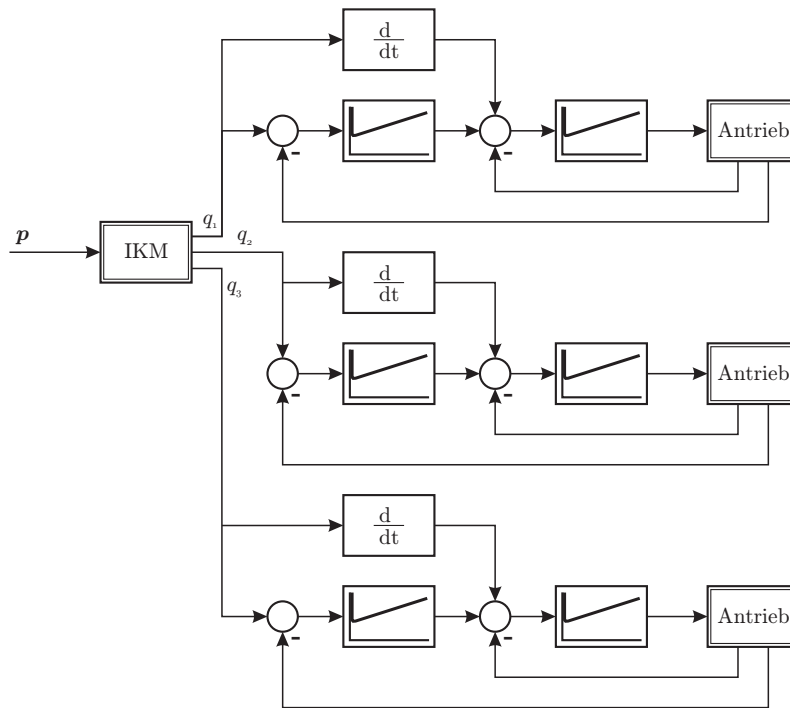 d
dt
Antrieb
q₁
p
IKM
q₂
q₃
d
dt
Antrieb
d
dt
Antrieb